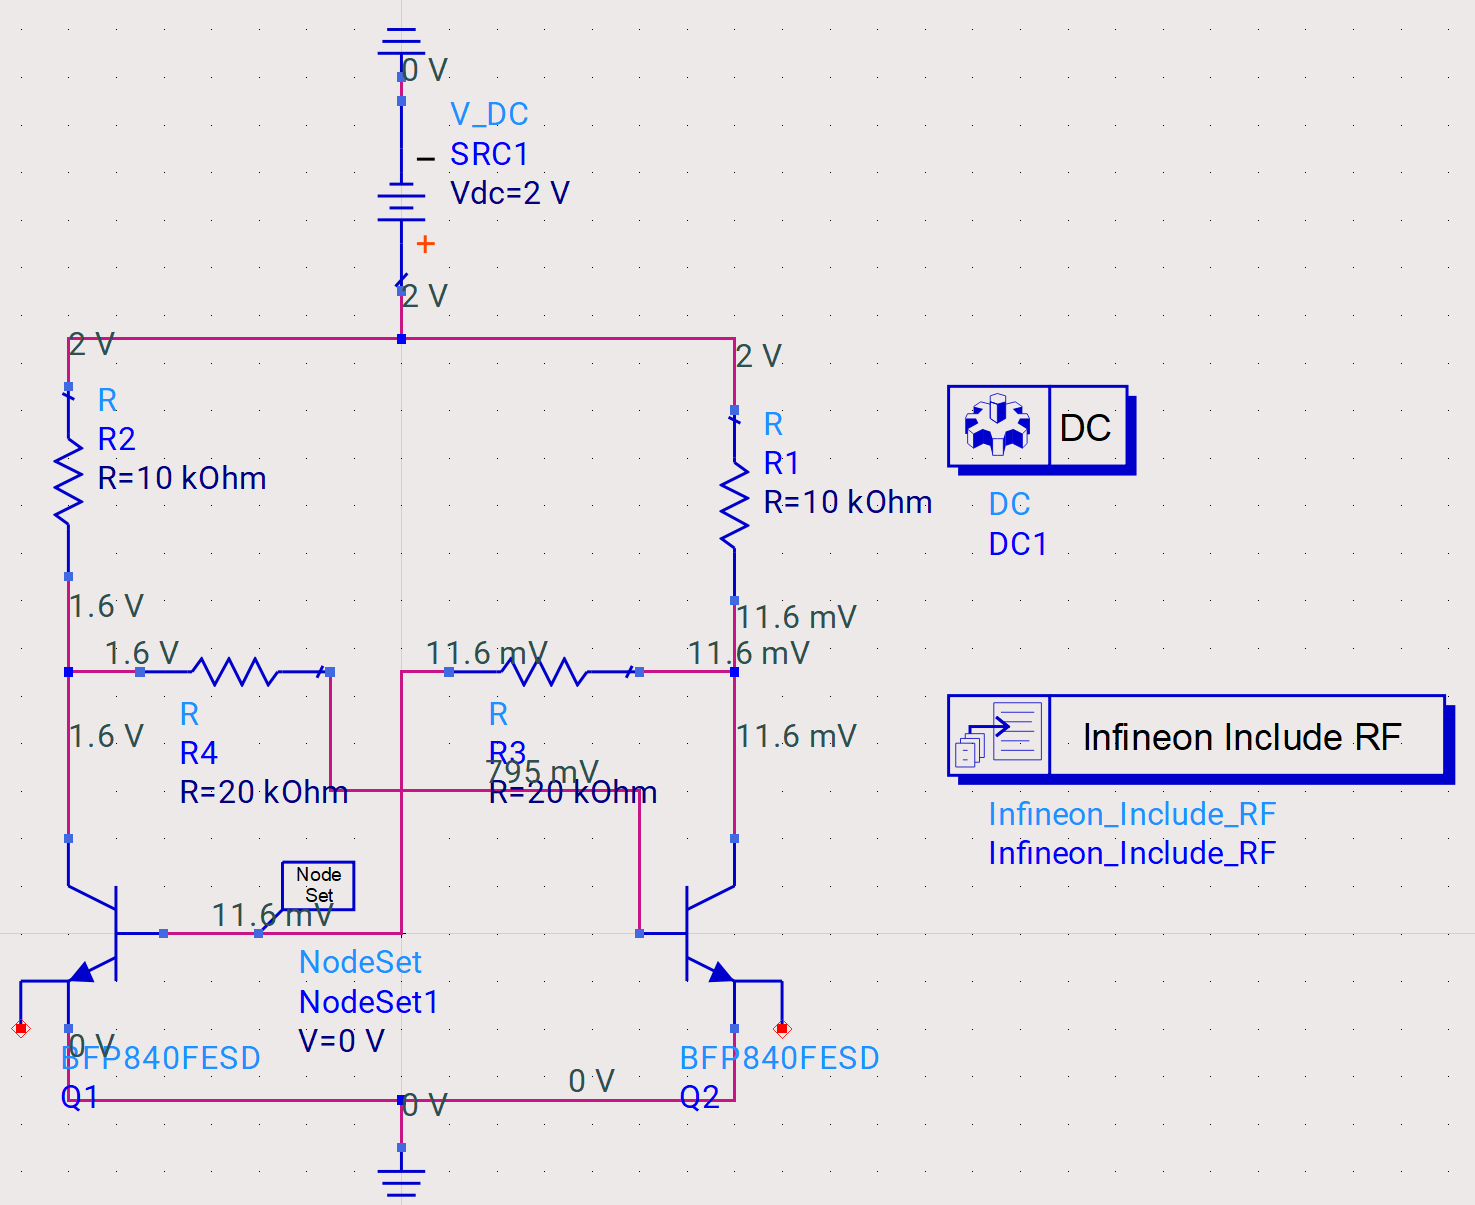 0 V
V_DC
SRC1
Vdc=2 V
−
+
2 V
2 V
2 V
R
R2
R=10 kOhm
R
R1
R=10 kOhm
DC
DC
DC1
1.6 V
11.6 mV
1.6 V
11.6 mV
11.6 mV
R
R4
R=20 kOhm
R
R3
R=20 kOhm
795 mV
1.6 V
11.6 mV
Infineon Include RF
Infineon_Include_RF
Infineon_Include_RF
Node
Set
11.6 mV
NodeSet
NodeSet1
V=0 V
0 V
BFP840FESD
Q1
0 V
0 V
BFP840FESD
Q2